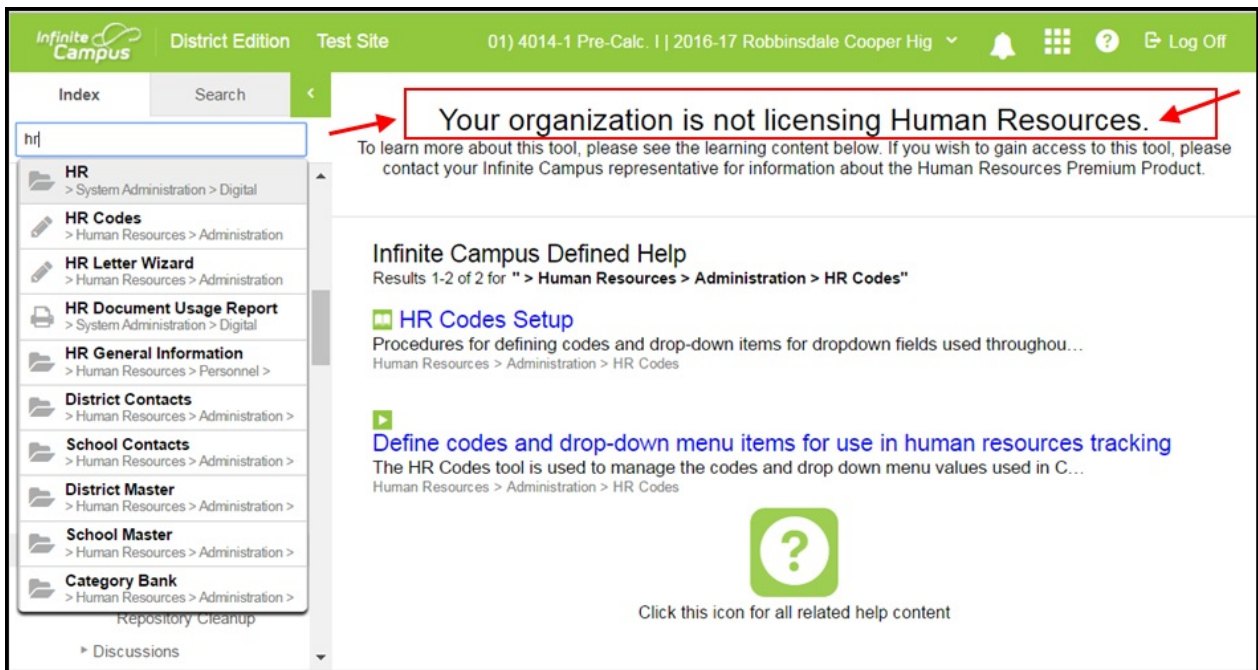 Infinite Campus
District Edition
Test Site
01) 4014-1 Pre-Calc. I | 2016-17 Robbinsdale Cooper Hig
Log Off
Index
Search
hr
HR
> System Administration > Digital
HR Codes
> Human Resources > Administration
HR Letter Wizard
> Human Resources > Administration
HR Document Usage Report
> System Administration > Digital
HR General Information
> Human Resources > Personnel >
District Contacts
> Human Resources > Administration >
School Contacts
> Human Resources > Administration >
District Master
> Human Resources > Administration >
School Master
> Human Resources > Administration >
Category Bank
> Human Resources > Administration >
Repository Cleanup
Discussions
Your organization is not licensing Human Resources.
To learn more about this tool, please see the learning content below. If you wish to gain access to this tool, please
contact your Infinite Campus representative for information about the Human Resources Premium Product.
Infinite Campus Defined Help
Results 1-2 of 2 for " > Human Resources > Administration > HR Codes"
HR Codes Setup
Procedures for defining codes and drop-down items for dropdown fields used throughou…
Human Resources > Administration > HR Codes
Define codes and drop-down menu items for use in human resources tracking
The HR Codes tool is used to manage the codes and drop down menu values used in C…
Human Resources > Administration > HR Codes
?
Click this icon for all related help content